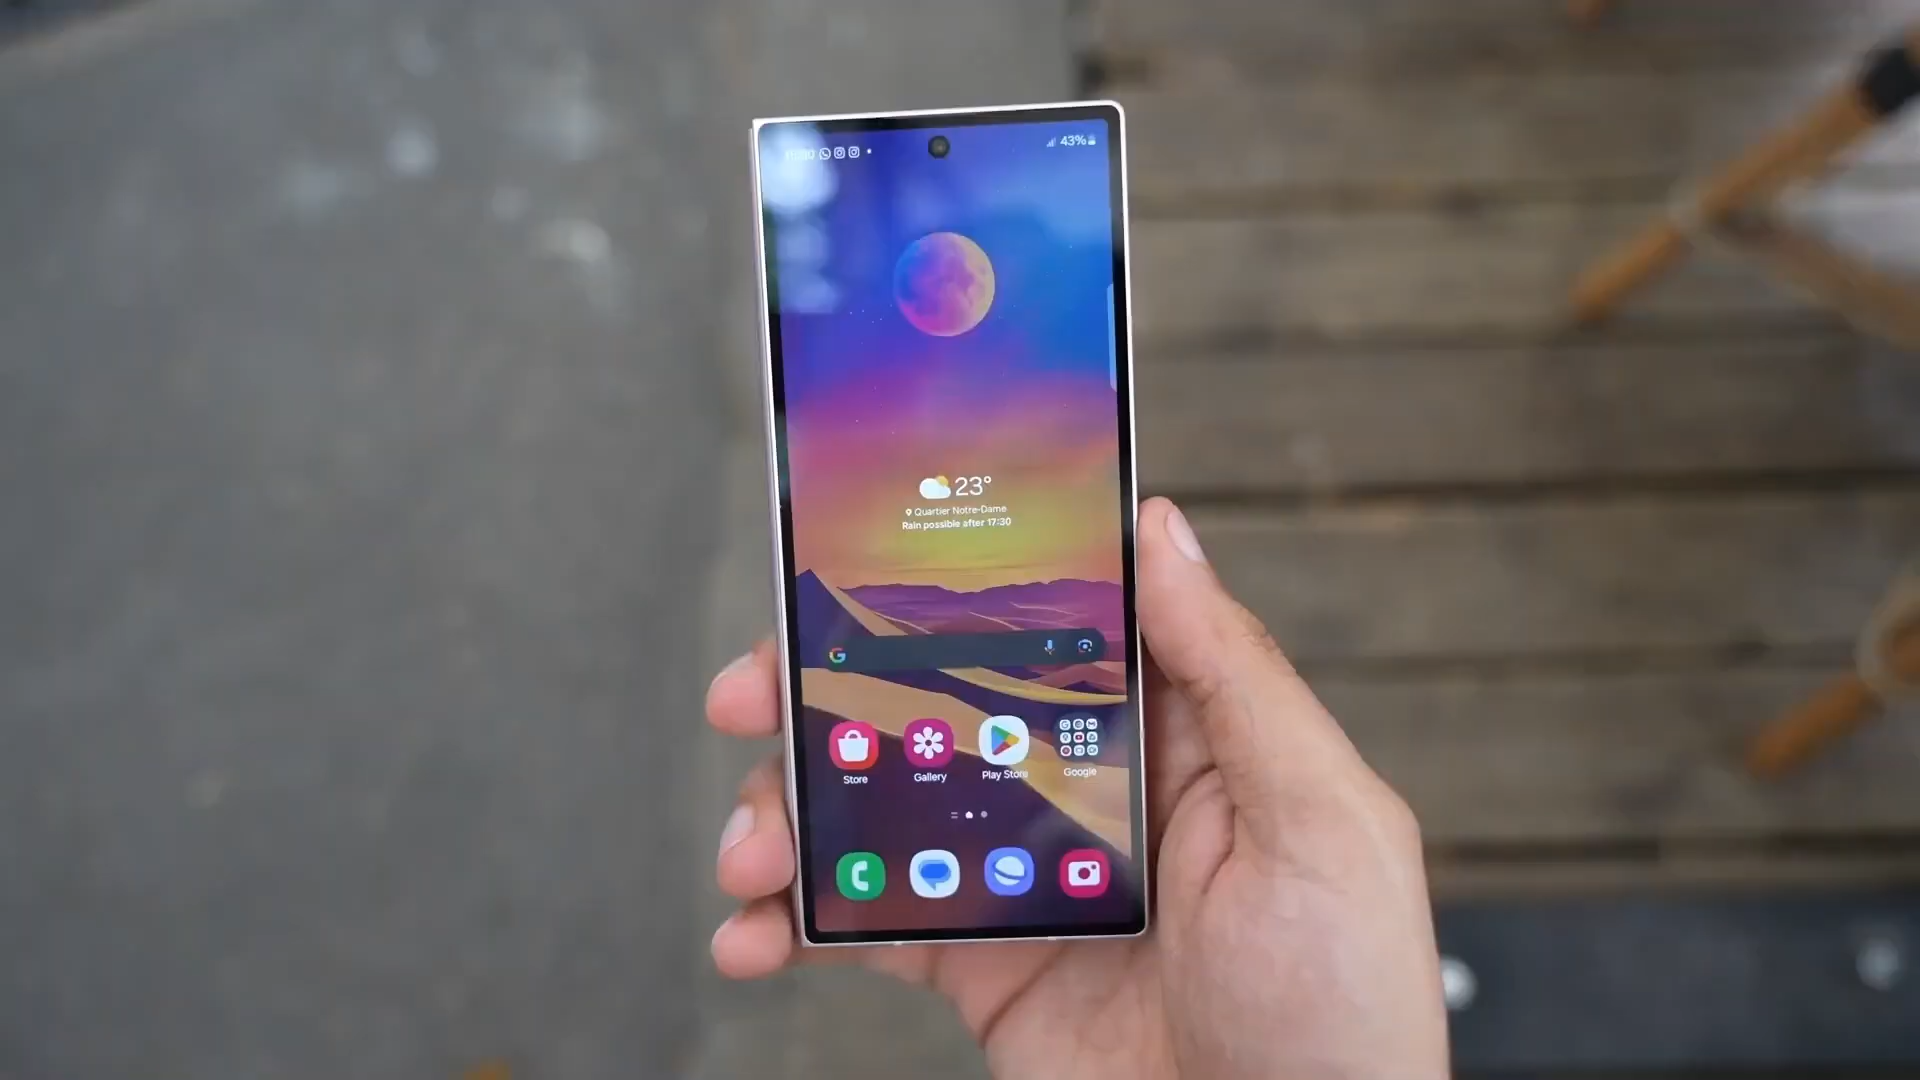 43%
23°
Quartier Notre-Dame
Rain possible after 17:30
G
Store Gallery Play Store Google